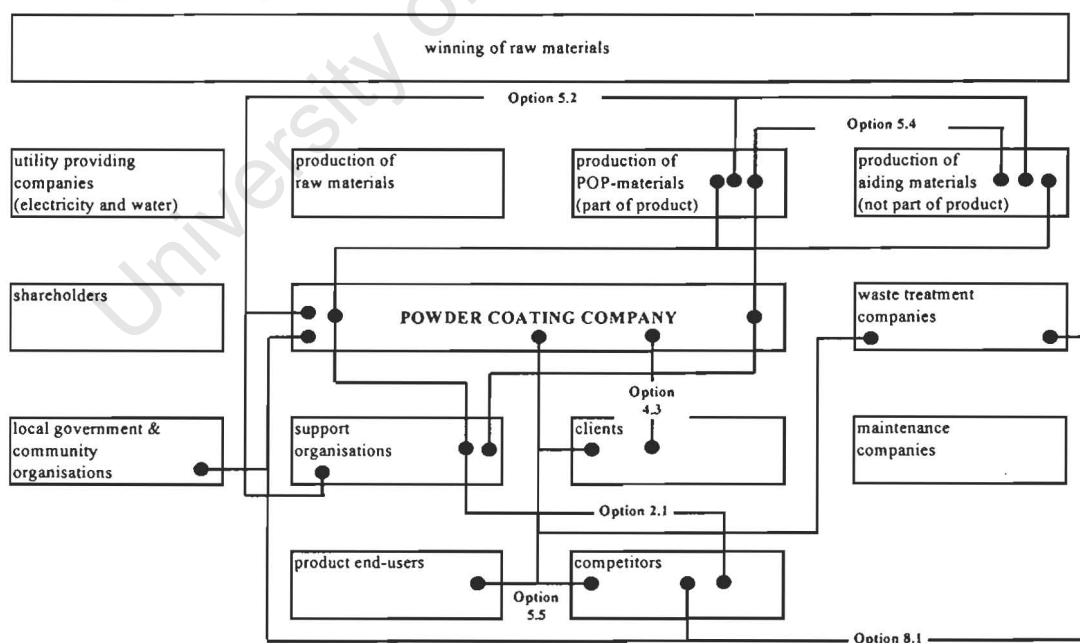 University of
winning of raw materials
Option 5.2
Option 5.4
utility providing
companies
(electricity and water)
production of
raw materials
production of
POP-materials
(part of product)
production of
aiding materials
(not part of product)
shareholders
POWDER COATING COMPANY
waste treatment
companies
Option
4.3
local government &
community
organisations
support
organisations
clients
maintenance
companies
Option 2.1
product end-users
competitors
Option
5.5
Option 8.1